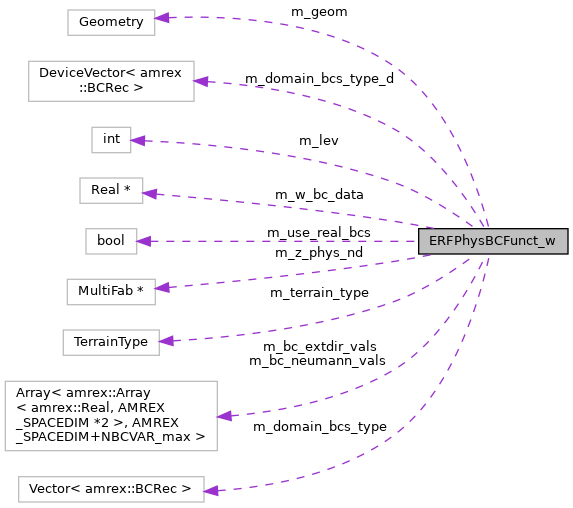 m_geom
Geometry
DeviceVector< amrex
::BCRec >
m_domain_bcs_type_d
int
m_lev
Real *
m_w_bc_data
bool
m_use_real_bcs
ERFPhysBCFunct_w
m_z_phys_nd
MultiFab *
m_terrain_type
TerrainType
m_bc_extdir_vals
m_bc_neumann_vals
Array< amrex::Array
< amrex::Real, AMREX
_SPACEDIM *2 >, AMREX
_SPACEDIM+NBCVAR_max >
m_domain_bcs_type
Vector< amrex::BCRec >